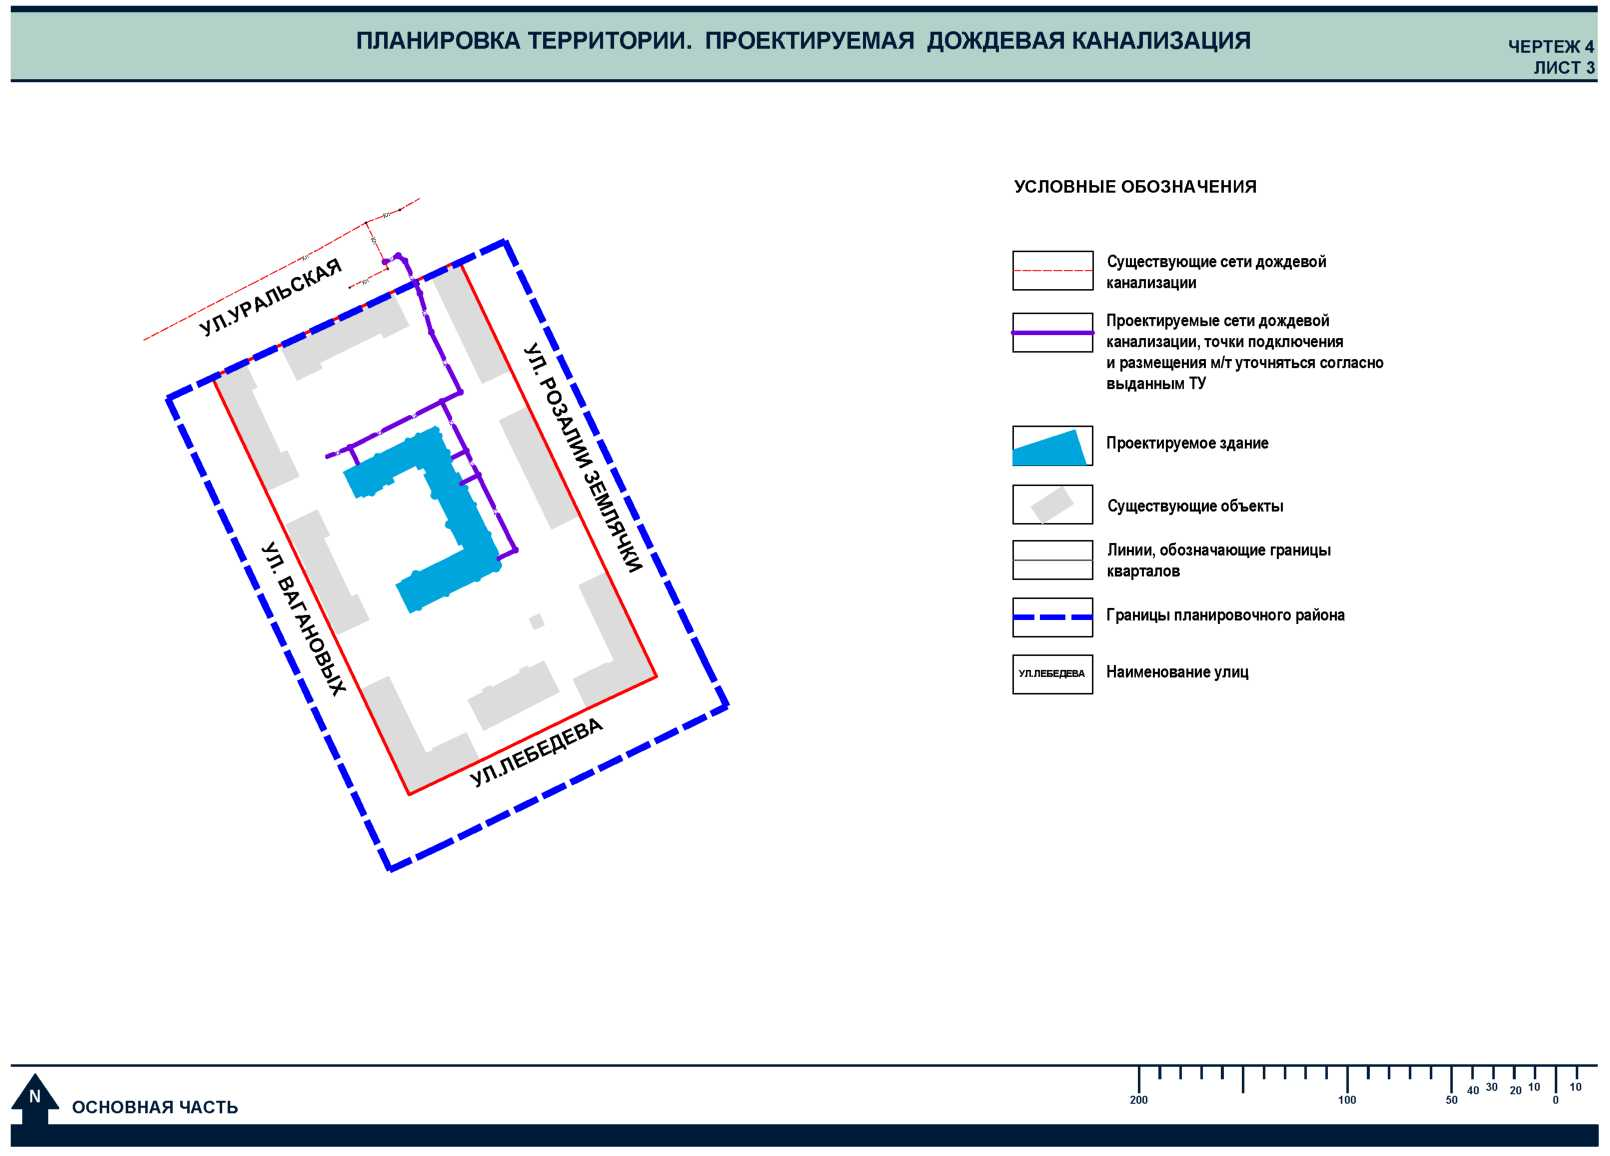 ПЛАНИРОВКА ТЕРРИТОРИИ. ПРОЕКТИРУЕМАЯ ДОЖДЕВАЯ КАНАЛИЗАЦИЯ
ЧЕРТЕЖ 4
ЛИСТ 3
УСЛОВНЫЕ ОБОЗНАЧЕНИЯ
Существующие сети дождевой
канализации
Проектируемые сети дождевой
канализации, точки подключения
и размещения м/т уточняться согласно
выданным ТУ
Проектируемое здание
Существующие объекты
Линии, обозначающие границы
кварталов
Границы планировочного района
УЛ.ЛЕБЕДЕВА
Наименование улиц
УЛ.УРАЛЬСКАЯ
УЛ. РОЗАЛИИ ЗЕМЛЯЧКИ
УЛ. ВАГАНОВЫХ
УЛ.ЛЕБЕДЕВА
N
ОСНОВНАЯ ЧАСТЬ
200 100 50 40 30 20 10 0 10